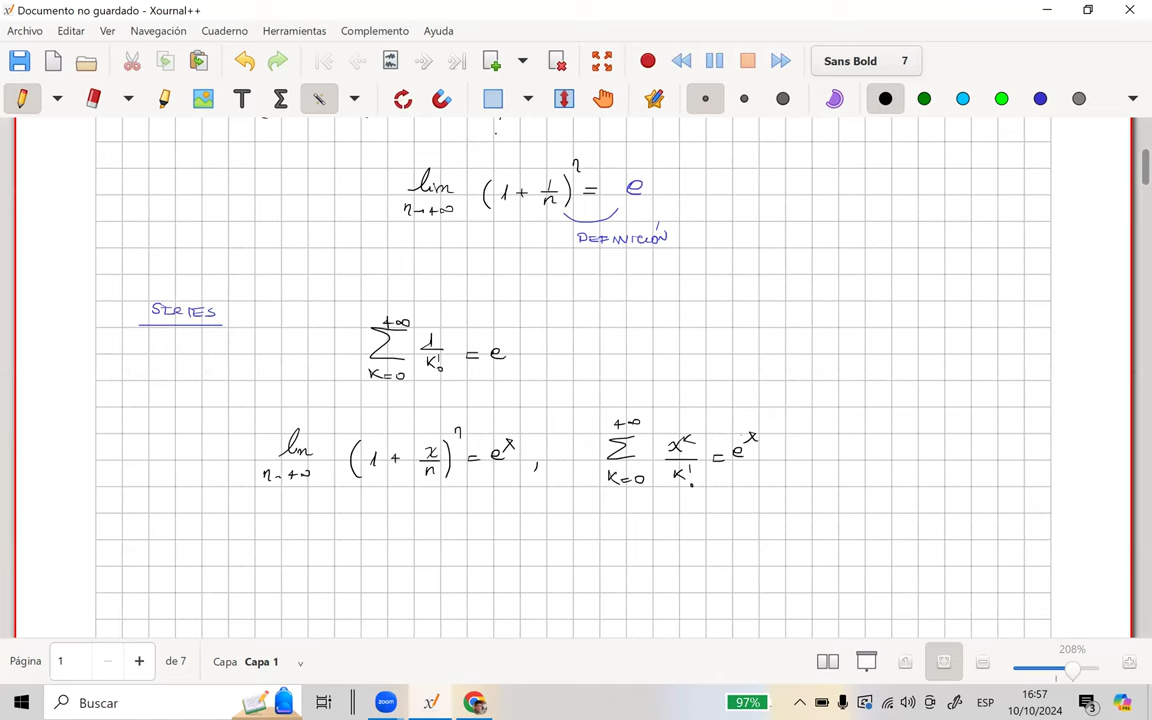 Documento no guardado - Xournal++
Archivo Editar Ver Navegación Cuaderno Herramientas Complemento Ayuda
Sans Bold 7
lim (1 + 1/n)^n = e
n→+∞
DEFINICIÓN
SERIES
+∞
∑ 1/k! = e
k=0
lim (1 + x/n)^n = e^x , ∑ x^k/k! = e^x
n→+∞ k=0 +∞
208%
Página 1 de 7 Capa Capa 1
Buscar
zoom
97%
ESP
16:57
10/10/2024
3